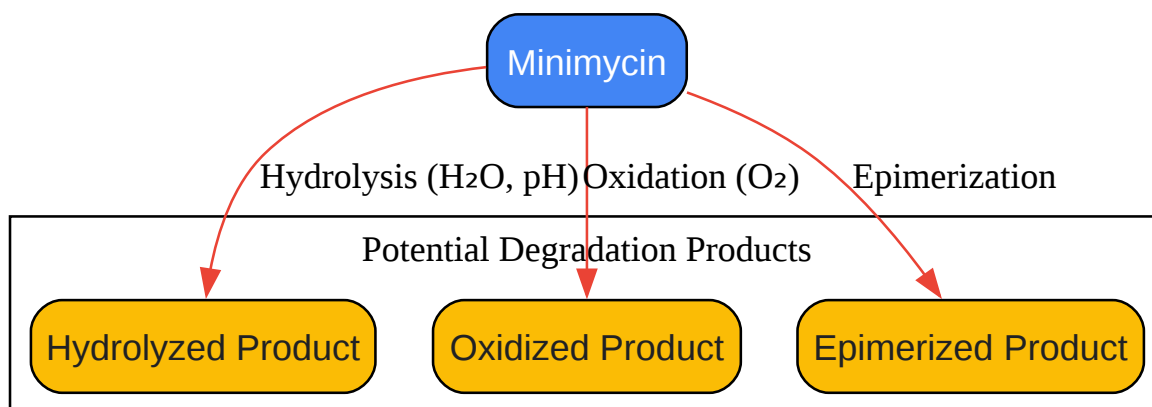 Minimycin
Hydrolysis (H₂O, pH) Oxidation (O₂) Epimerization
Potential Degradation Products
Hydrolyzed Product Oxidized Product Epimerized Product